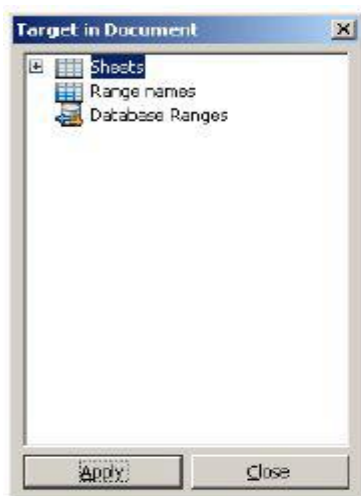 Target in Document
Sheets
Range names
Database Ranges
Apply
Close